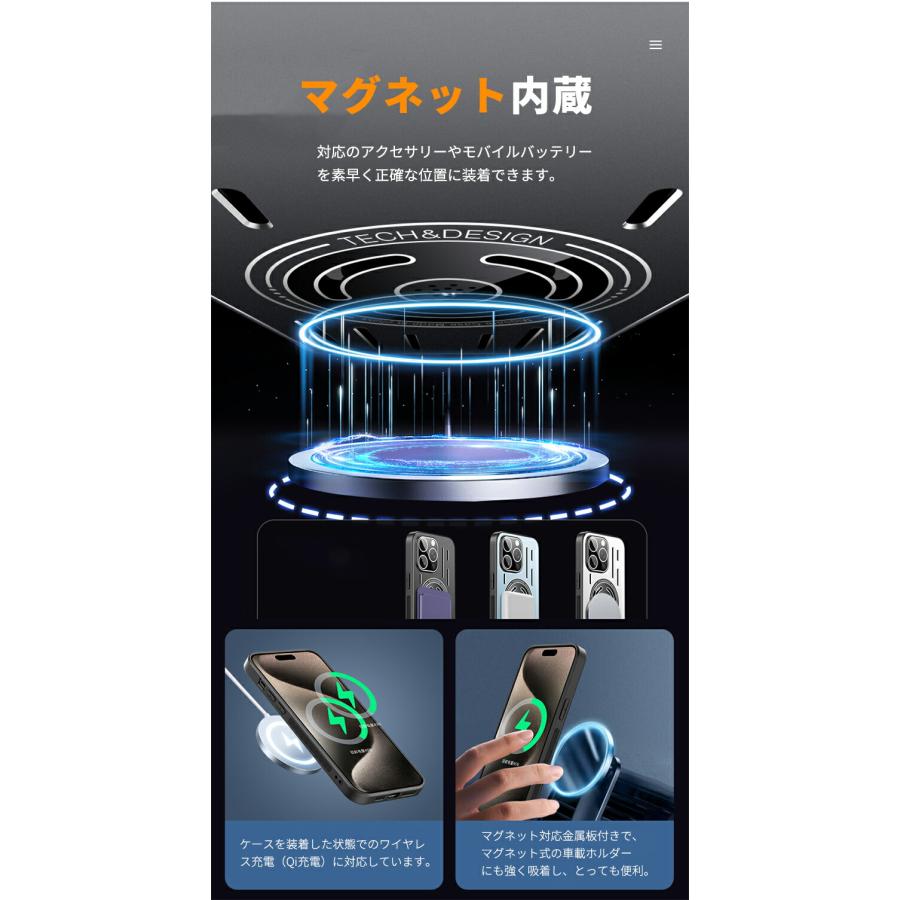 マグネット内蔵
対応のアクセサリーやモバイルバッテリー
を素早く正確な位置に装着できます。
TECH&DESIGN
ケースを装着した状態でのワイヤレ
ス充電（Qi充電）に対応しています。
マグネット対応金属板付きで、
マグネット式の車載ホルダー
にも強く吸着し、とっても便利。